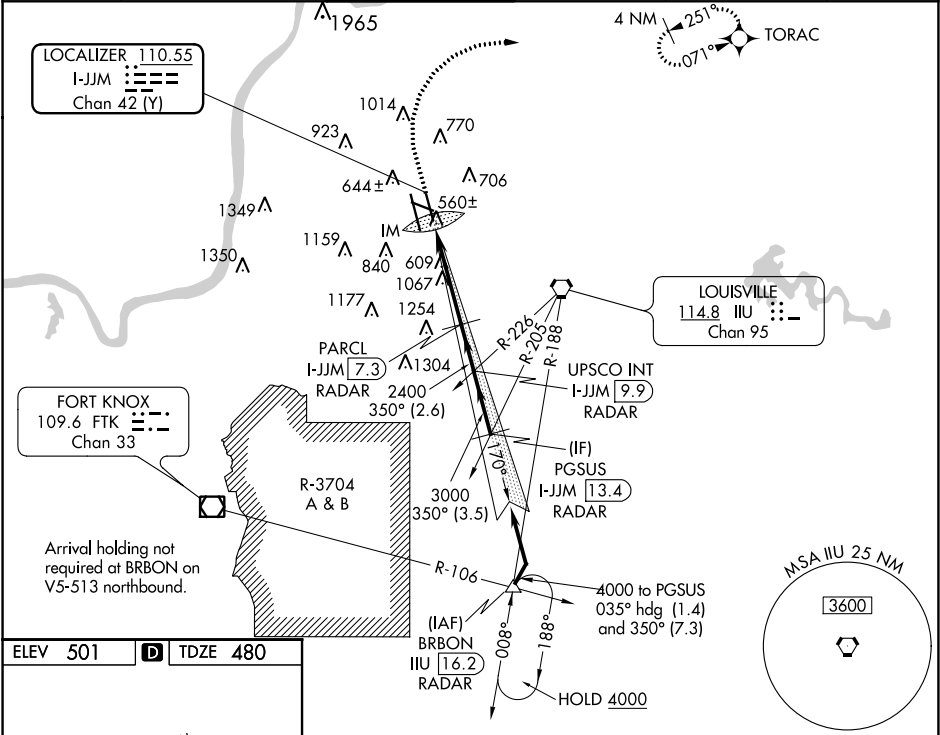 1965
4 NM
251°
071°
TORAC
LOCALIZER 110.55
I-JJM
Chan 42 (Y)
1014
923
770
644±
706
560±
1349
IM
1159
1350
840
609
1067
1177
1254
1304
LOUISVILLE
114.8 IIU
Chan 95
R-226
R-205
R-188
PARCL
I-JJM 7.3
RADAR
2400
350° (2.6)
UPSCO INT
I-JJM 9.9
RADAR
FORT KNOX
109.6 FTK
Chan 33
(IF)
PGSUS
I-JJM 13.4
RADAR
170°
3000
350° (3.5)
R-3704
A & B
Arrival holding not
required at BRBON on
V5-513 northbound.
R-106
4000 to PGSUS
035° hdg (1.4)
and 350° (7.3)
(IAF)
BRBON
IIU 16.2
RADAR
008°
188°
HOLD 4000
MSA IIU 25 NM
3600
ELEV 501 D TDZE 480